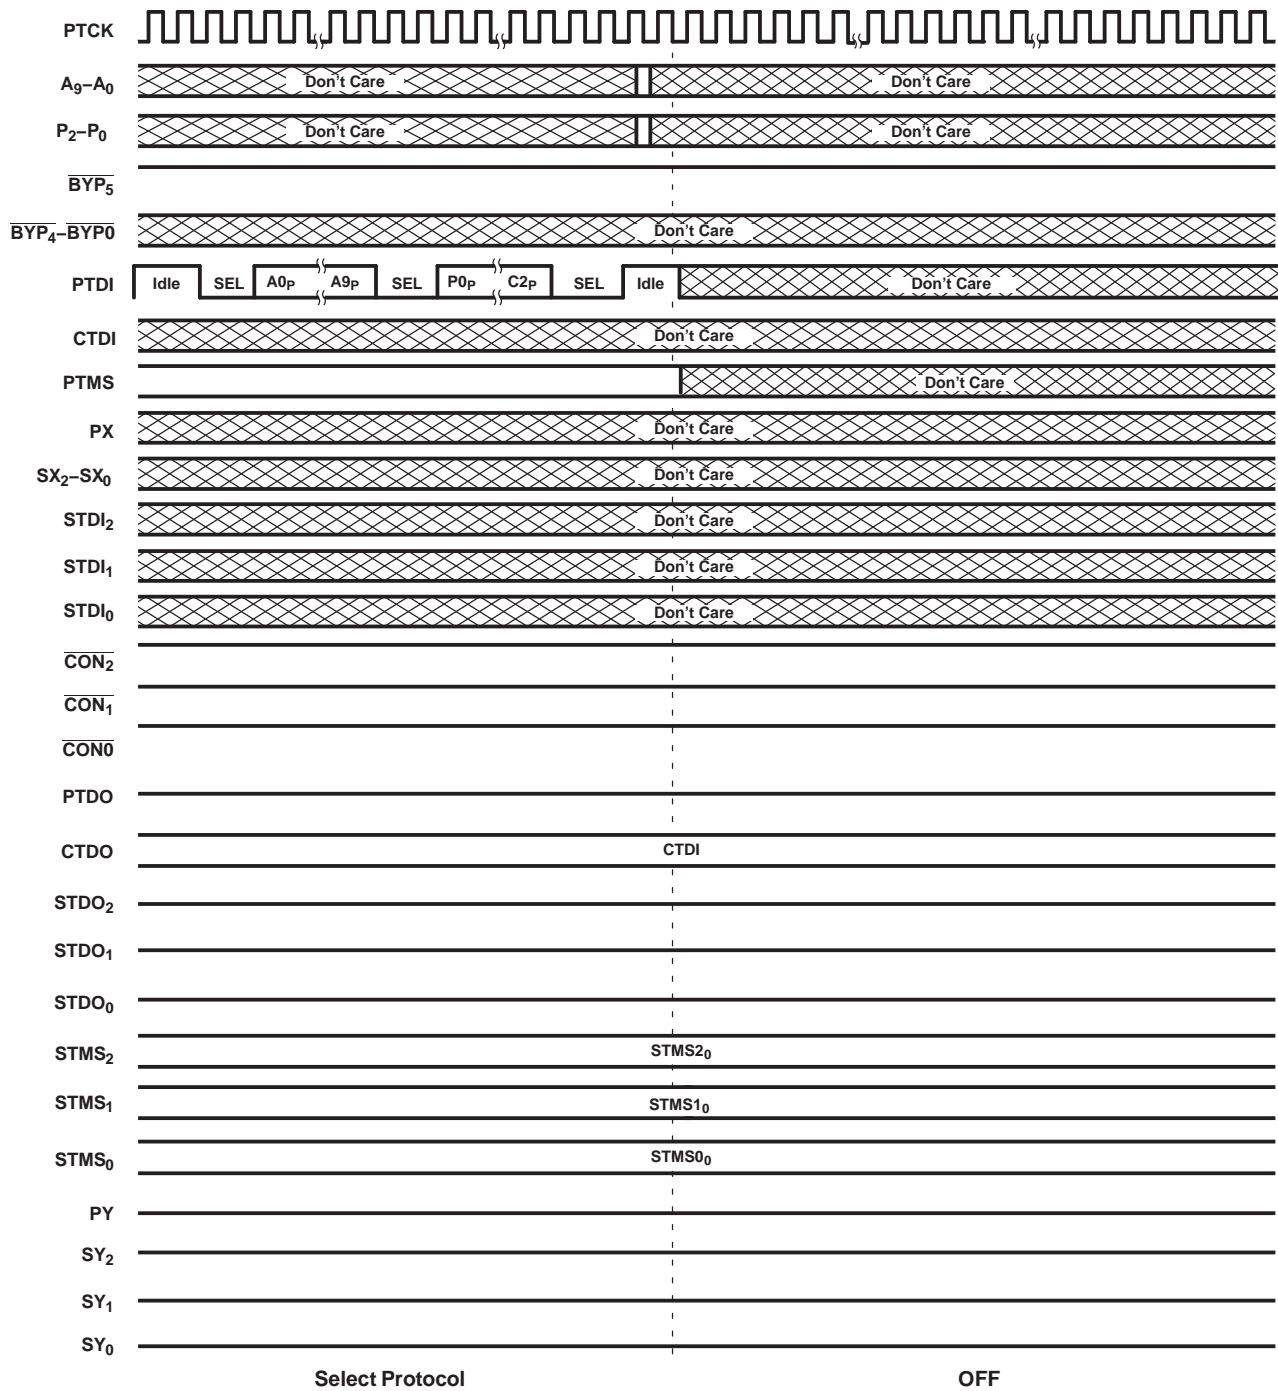 PTCK
A9–A0 Don't Care Don't Care
P2–P0 Don't Care Don't Care
BYP5
BYP4–BYP0 Don't Care
PTDI Idle SEL A0P A9P SEL P0P C2P SEL Idle Don't Care
CTDI Don't Care
PTMS Don't Care
PX Don't Care
SX2–SX0 Don't Care
STDI2 Don't Care
STDI1 Don't Care
STDI0 Don't Care
CON2
CON1
CON0
PTDO
CTDO CTDI
STDO2
STDO1
STDO0
STMS2 STMS20
STMS1 STMS10
STMS0 STMS00
PY
SY2
SY1
SY0
Select Protocol OFF